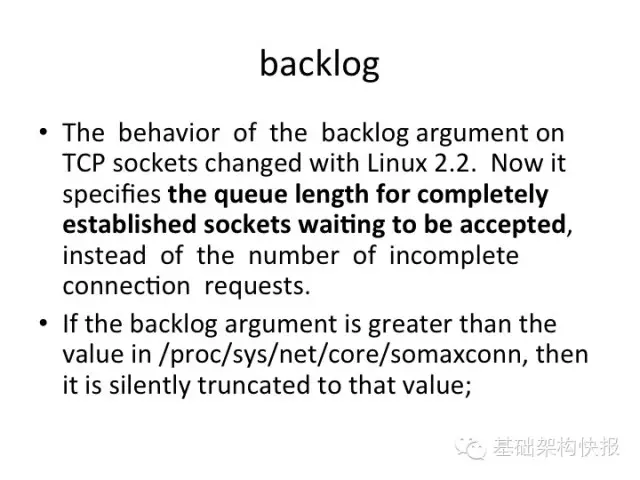 backlog
• The behavior of the backlog argument on
TCP sockets changed with Linux 2.2. Now it
specifies the queue length for completely
established sockets waiting to be accepted,
instead of the number of incomplete
connection requests.
• If the backlog argument is greater than the
value in /proc/sys/net/core/somaxconn, then
it is silently truncated to that value;
基础架构快报